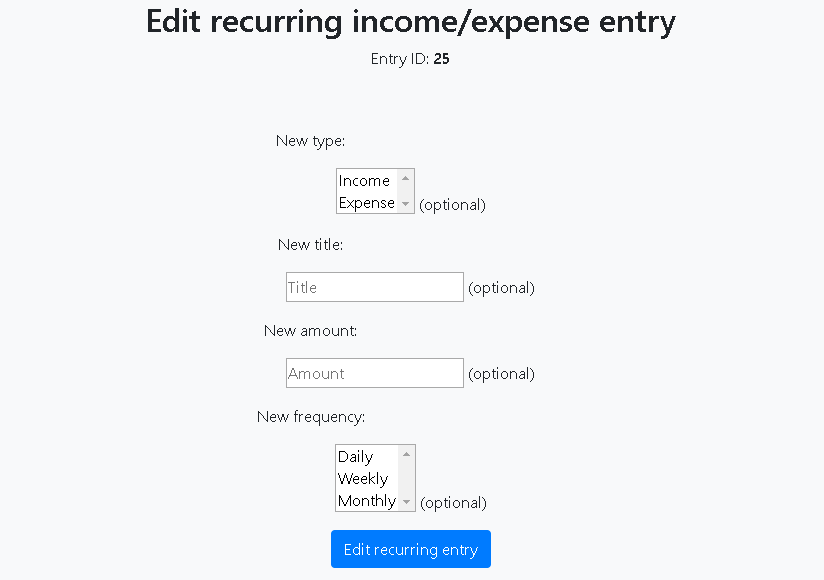 Edit recurring income/expense entry
Entry ID: 25
New type:
Income
Expense (optional)
New title:
Title (optional)
New amount:
Amount (optional)
New frequency:
Daily
Weekly
Monthly (optional)
Edit recurring entry